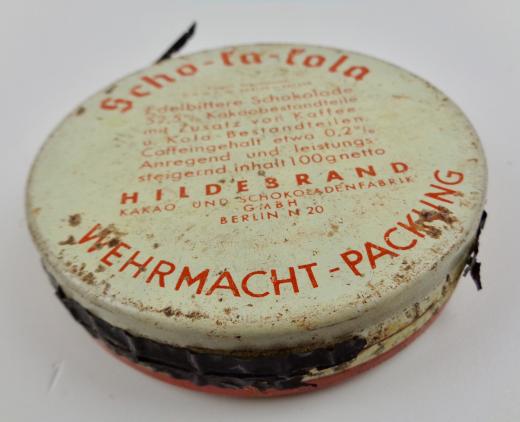 Scho-ka-kola
Edelbittere Schokolade
52,5% Kakaobestandteile
mit Zusatz von Kaffee
u. Kola-Bestandteilen
Coffeingehalt etwa 0,2%
Anregend und leistungs-
steigernd inhalt 100g netto
HILDEBRAND
KAKAO UND SCHOKOLADENFABRIK
GMBH
BERLIN N 20
WEHRMACHT-PACKUNG